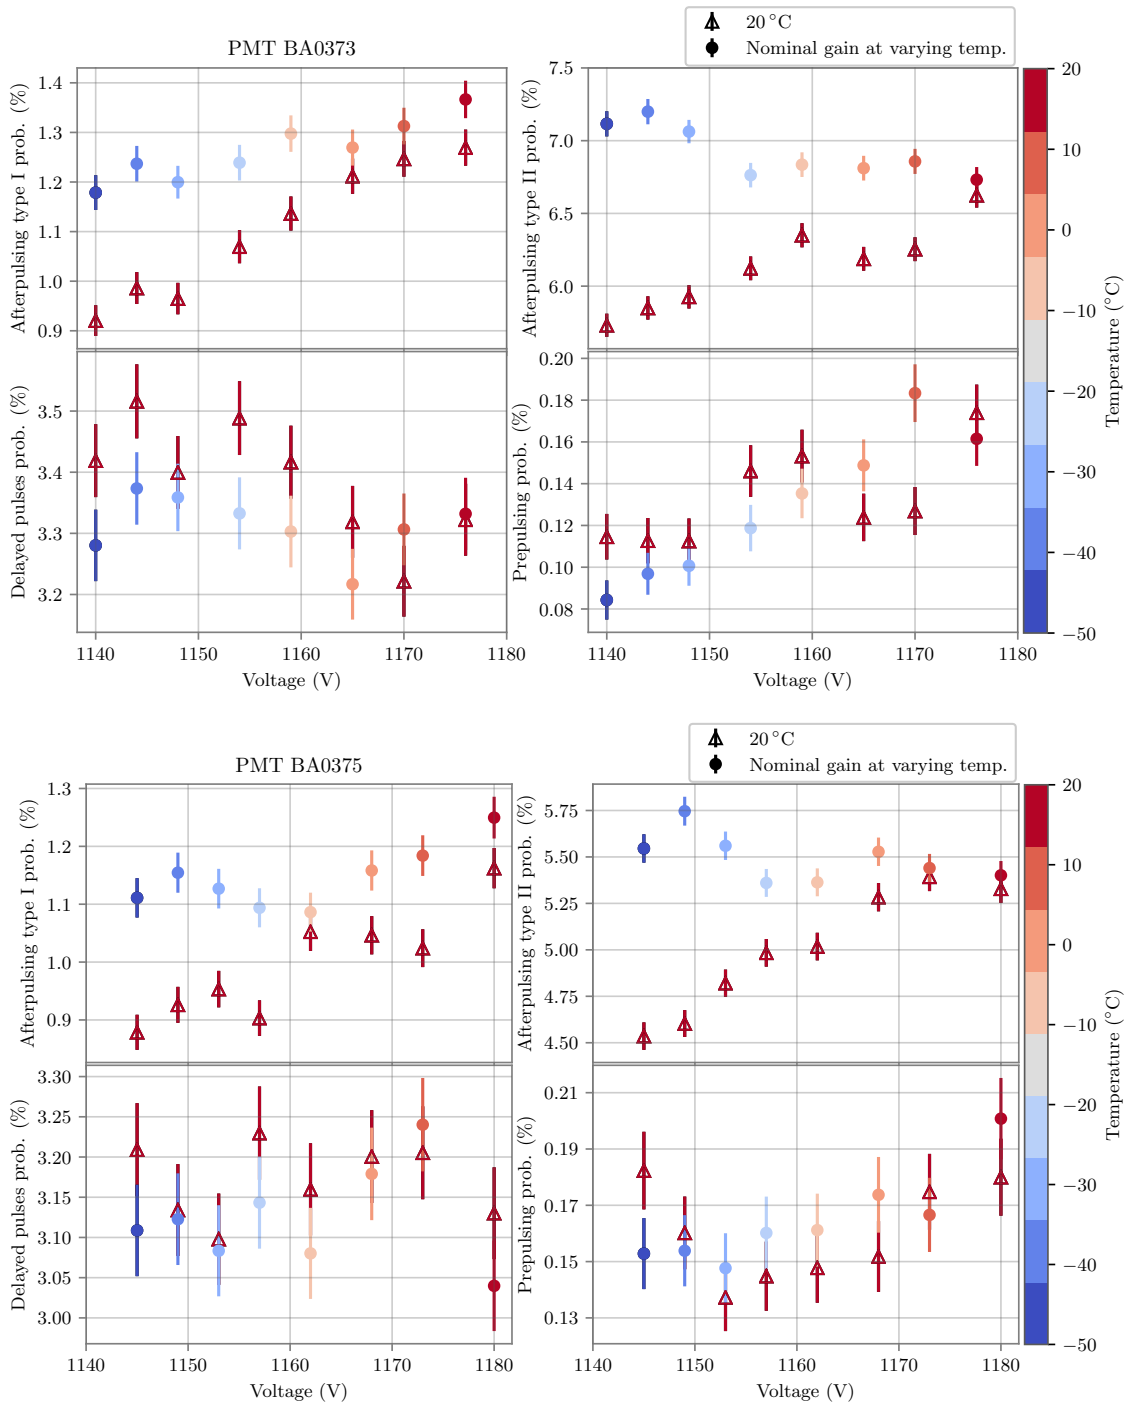 PMT BA0373
20 °C
Nominal gain at varying temp.
Afterpulsing type I prob. (%)
1.4
1.3
1.2
1.1
1.0
0.9
Afterpulsing type II prob. (%)
7.5
7.0
6.5
6.0
Delayed pulses prob. (%)
3.5
3.4
3.3
3.2
Prepulsing prob. (%)
0.20
0.18
0.16
0.14
0.12
0.10
0.08
1140 1150 1160 1170 1180
Voltage (V)
1140 1150 1160 1170 1180
Voltage (V)
20
10
0
−10
−20
−30
−40
−50
Temperature (°C)
PMT BA0375
20 °C
Nominal gain at varying temp.
Afterpulsing type I prob. (%)
1.3
1.2
1.1
1.0
0.9
Afterpulsing type II prob. (%)
5.75
5.50
5.25
5.00
4.75
4.50
Delayed pulses prob. (%)
3.30
3.25
3.20
3.15
3.10
3.05
3.00
Prepulsing prob. (%)
0.21
0.19
0.17
0.15
0.13
1140 1150 1160 1170 1180
Voltage (V)
1140 1150 1160 1170 1180
Voltage (V)
20
10
0
−10
−20
−30
−40
−50
Temperature (°C)